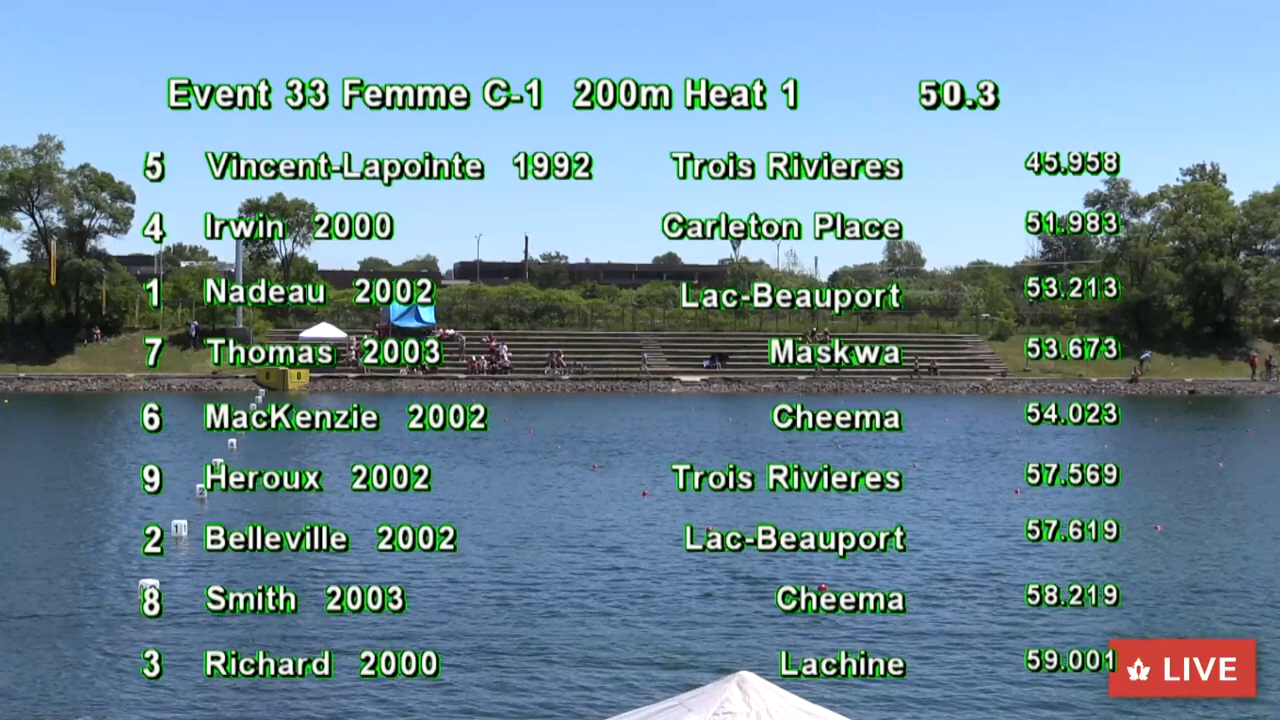 Event 33 Femme C-1 200m Heat 1 50.3
5 Vincent-Lapointe 1992 Trois Rivieres 45.958
4 Irwin 2000 Carleton Place 51.983
1 Nadeau 2002 Lac-Beauport 53.213
7 Thomas 2003 Maskwa 53.673
6 MacKenzie 2002 Cheema 54.023
9 Heroux 2002 Trois Rivieres 57.569
2 Belleville 2002 Lac-Beauport 57.619
8 Smith 2003 Cheema 58.219
3 Richard 2000 Lachine 59.001
LIVE